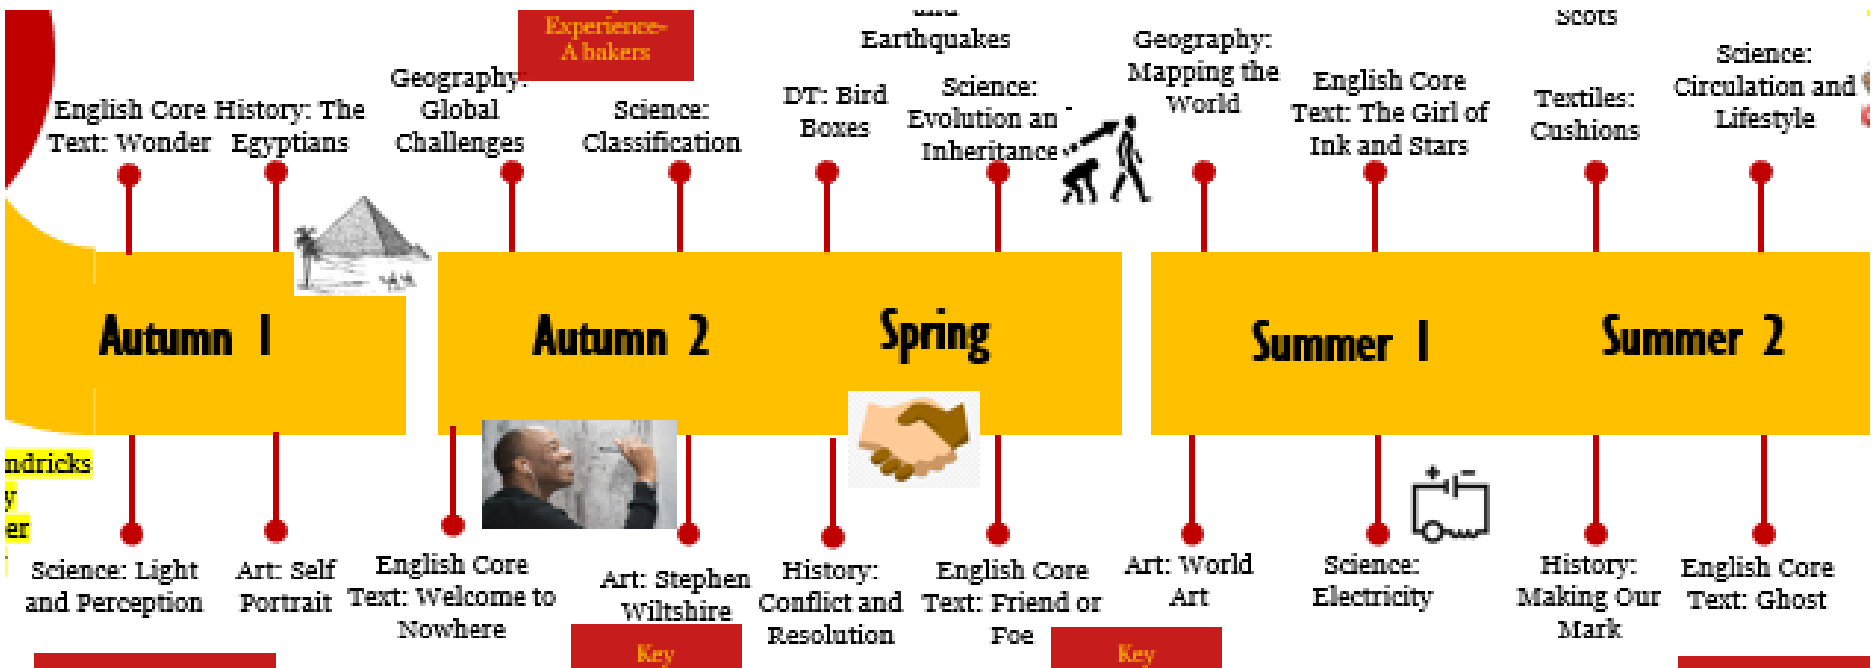 Experience-
A bakers
and
Earthquakes
Scots
English Core
Text: Wonder
History: The
Egyptians
Geography:
Global
Challenges
Science:
Classification
DT: Bird
Boxes
Science:
Evolution an
Inheritance
Geography:
Mapping the
World
English Core
Text: The Girl of
Ink and Stars
Textiles:
Cushions
Science:
Circulation and
Lifestyle
Autumn 1
Autumn 2
Spring
Summer 1
Summer 2
ndricks
y
er
Science: Light
and Perception
Art: Self
Portrait
English Core
Text: Welcome to
Nowhere
Art: Stephen
Wiltshire
History:
Conflict and
Resolution
English Core
Text: Friend or
Foe
Art: World
Art
Science:
Electricity
History:
Making Our
Mark
English Core
Text: Ghost
Key
Key